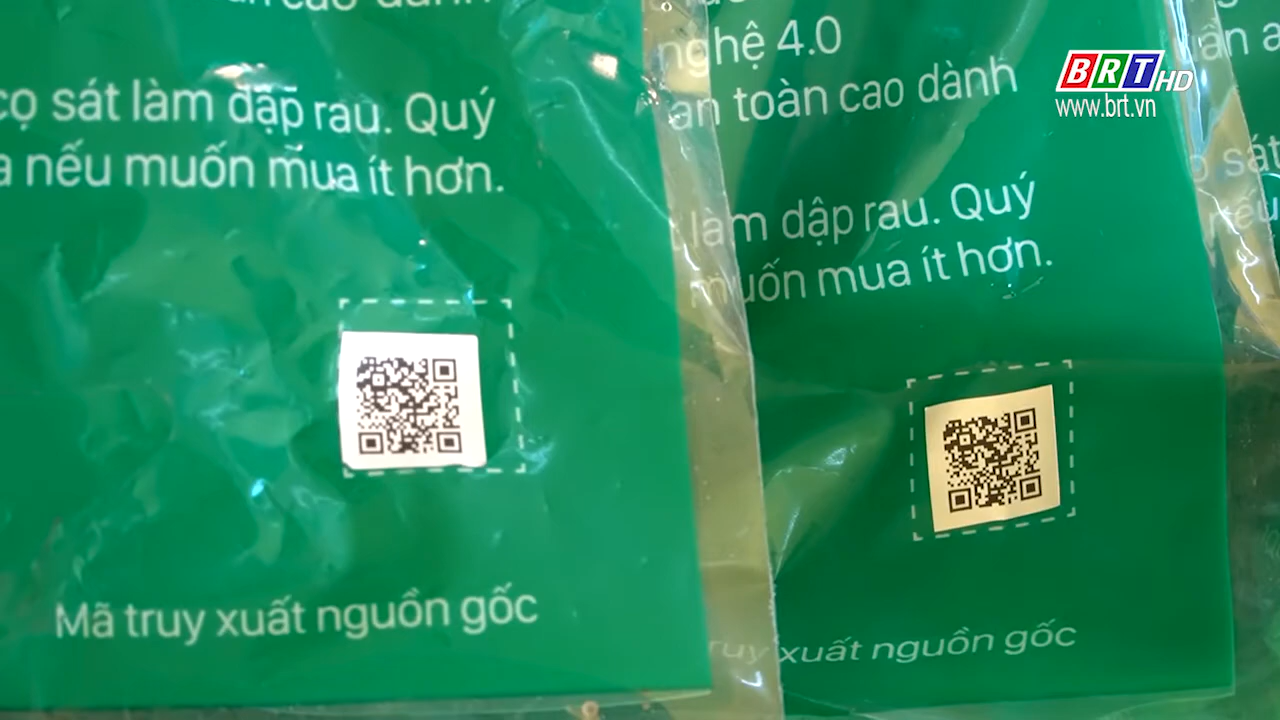 cọ sát làm dập rau. Quý
nếu muốn mua ít hơn.
Mã truy xuất nguồn gốc
nghệ 4.0
an toàn cao dành
làm dập rau. Quý
muốn mua ít hơn.
truy xuất nguồn gốc
BRT HD
www.brt.vn
sát
nếu